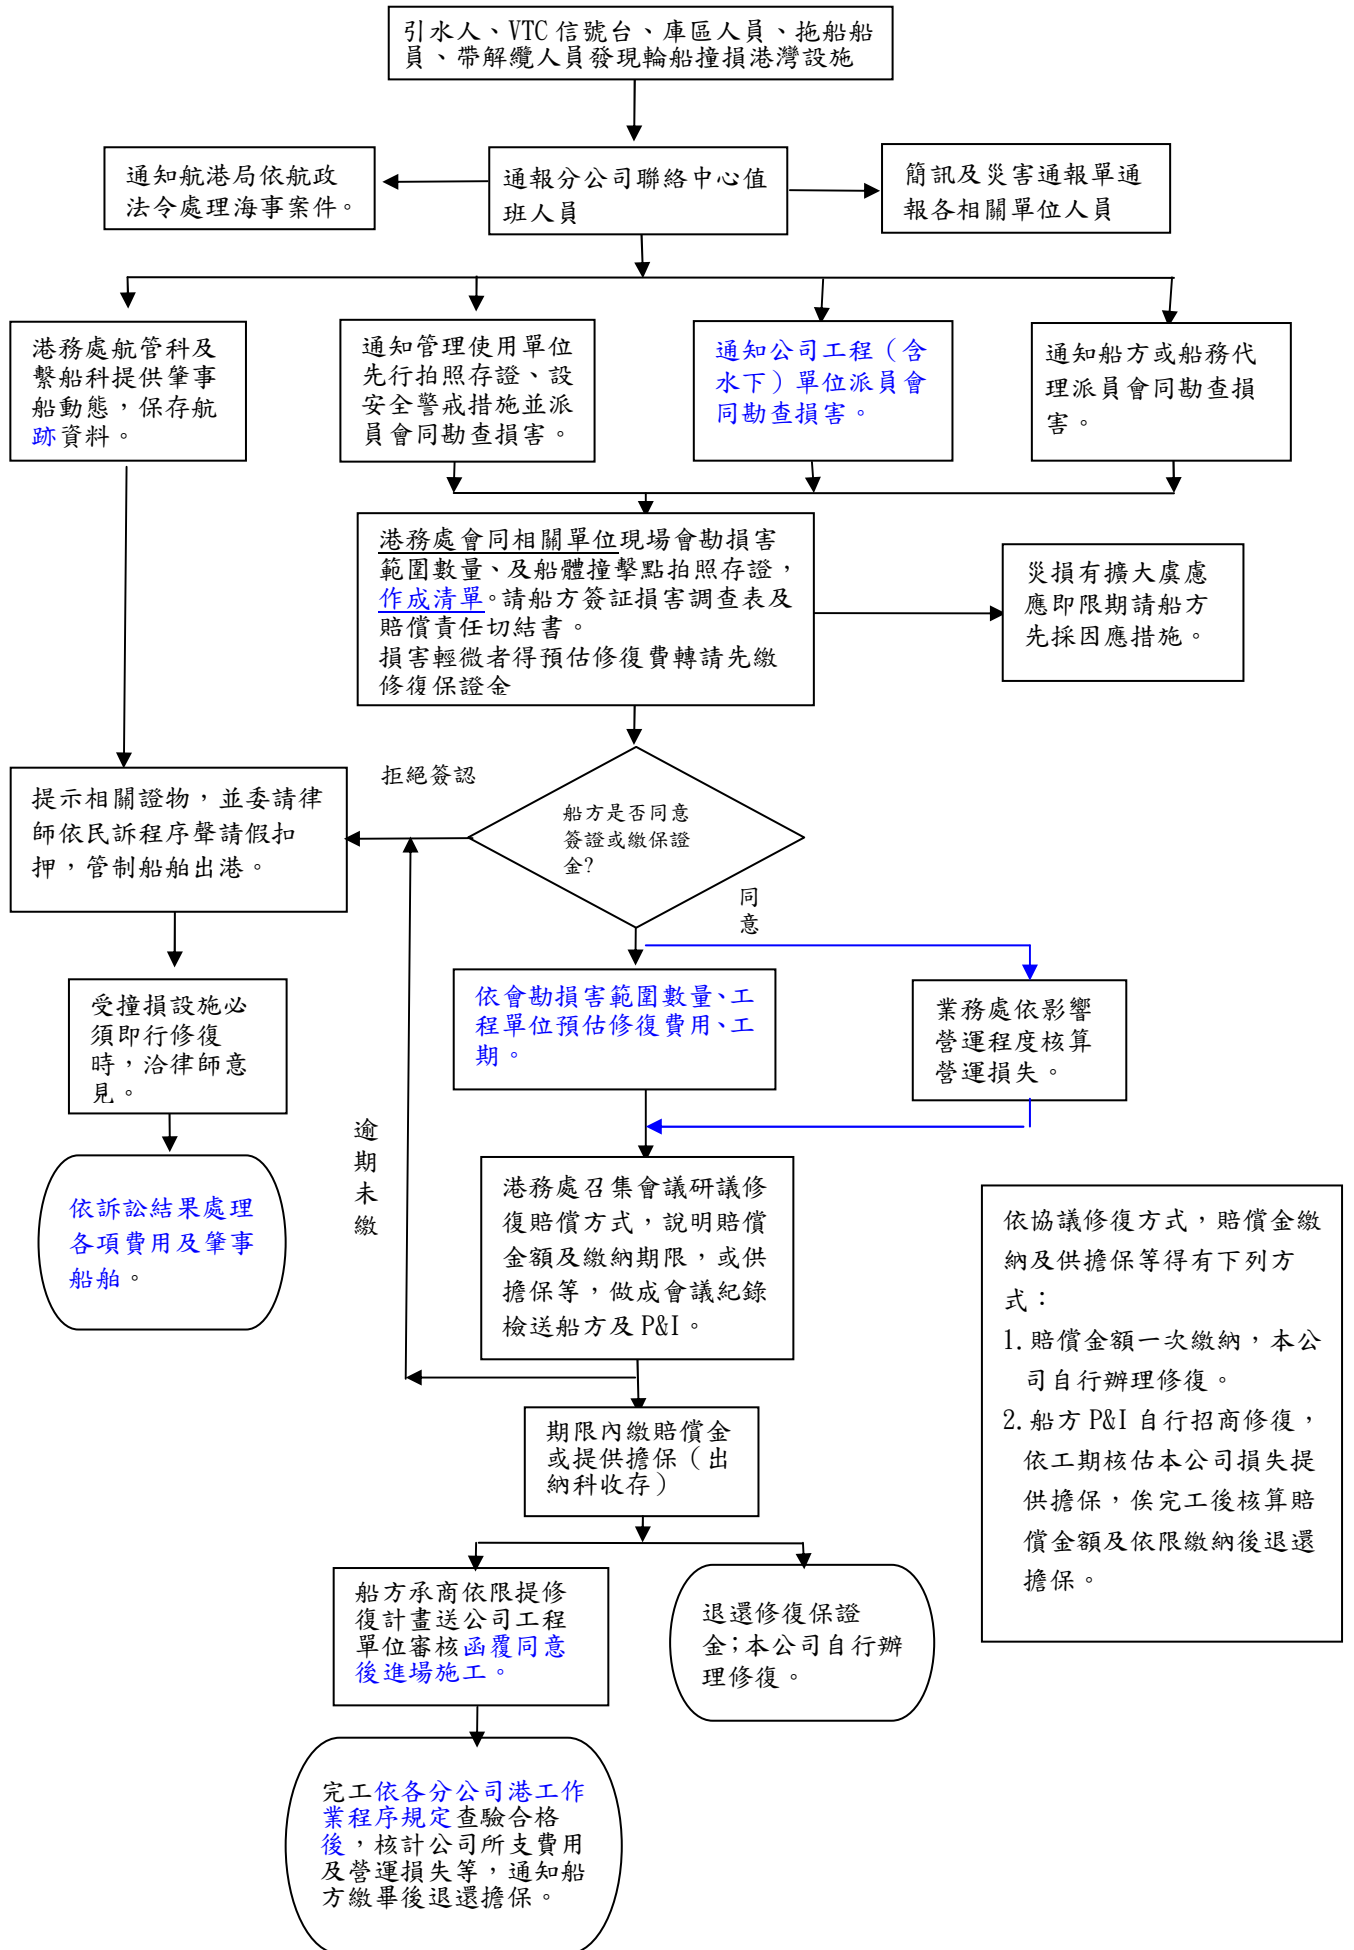 引水人、VTC 信號台、庫區人員、拖船船
員、帶解纜人員發現輪船撞損港灣設施
通知航港局依航政
法令處理海事案件。
通報分公司聯絡中心值
班人員
簡訊及災害通報單通
報各相關單位人員
港務處航管科及
繫船科提供肇事
船動態，保存航
跡資料。
通知管理使用單位
先行拍照存證、設
安全警戒措施並派
員會同勘查損害。
通知公司工程（含
水下）單位派員會
同勘查損害。
通知船方或船務代
理派員會同勘查損
害。
港務處會同相關單位現場會勘損害
範圍數量、及船體撞擊點拍照存證，
作成清單。請船方簽証損害調查表及
賠償責任切結書。
損害輕微者得預估修復費轉請先繳
修復保證金
災損有擴大虞慮
應即限期請船方
先採因應措施。
拒絕簽認
船方是否同意
簽證或繳保證
金?
同
意
提示相關證物，並委請律
師依民訴程序聲請假扣
押，管制船舶出港。
受撞損設施必
須即行修復
時，洽律師意
見。
依訴訟結果處理
各項費用及肇事
船舶。
逾
期
未
繳
依會勘損害範圍數量、工
程單位預估修復費用、工
期。
業務處依影響
營運程度核算
營運損失。
港務處召集會議研議修
復賠償方式，說明賠償
金額及繳納期限，或供
擔保等，做成會議紀錄
檢送船方及 P&I。
依協議修復方式，賠償金繳
納及供擔保等得有下列方
式：
1. 賠償金額一次繳納，本公
司自行辦理修復。
2. 船方 P&I 自行招商修復，
依工期核估本公司損失提
供擔保，俟完工後核算賠
償金額及依限繳納後退還
擔保。
期限內繳賠償金
或提供擔保（出
納科收存）
船方承商依限提修
復計畫送公司工程
單位審核函覆同意
後進場施工。
退還修復保證
金;本公司自行辦
理修復。
完工依各分公司港工作
業程序規定查驗合格
後，核計公司所支費用
及營運損失等，通知船
方繳畢後退還擔保。